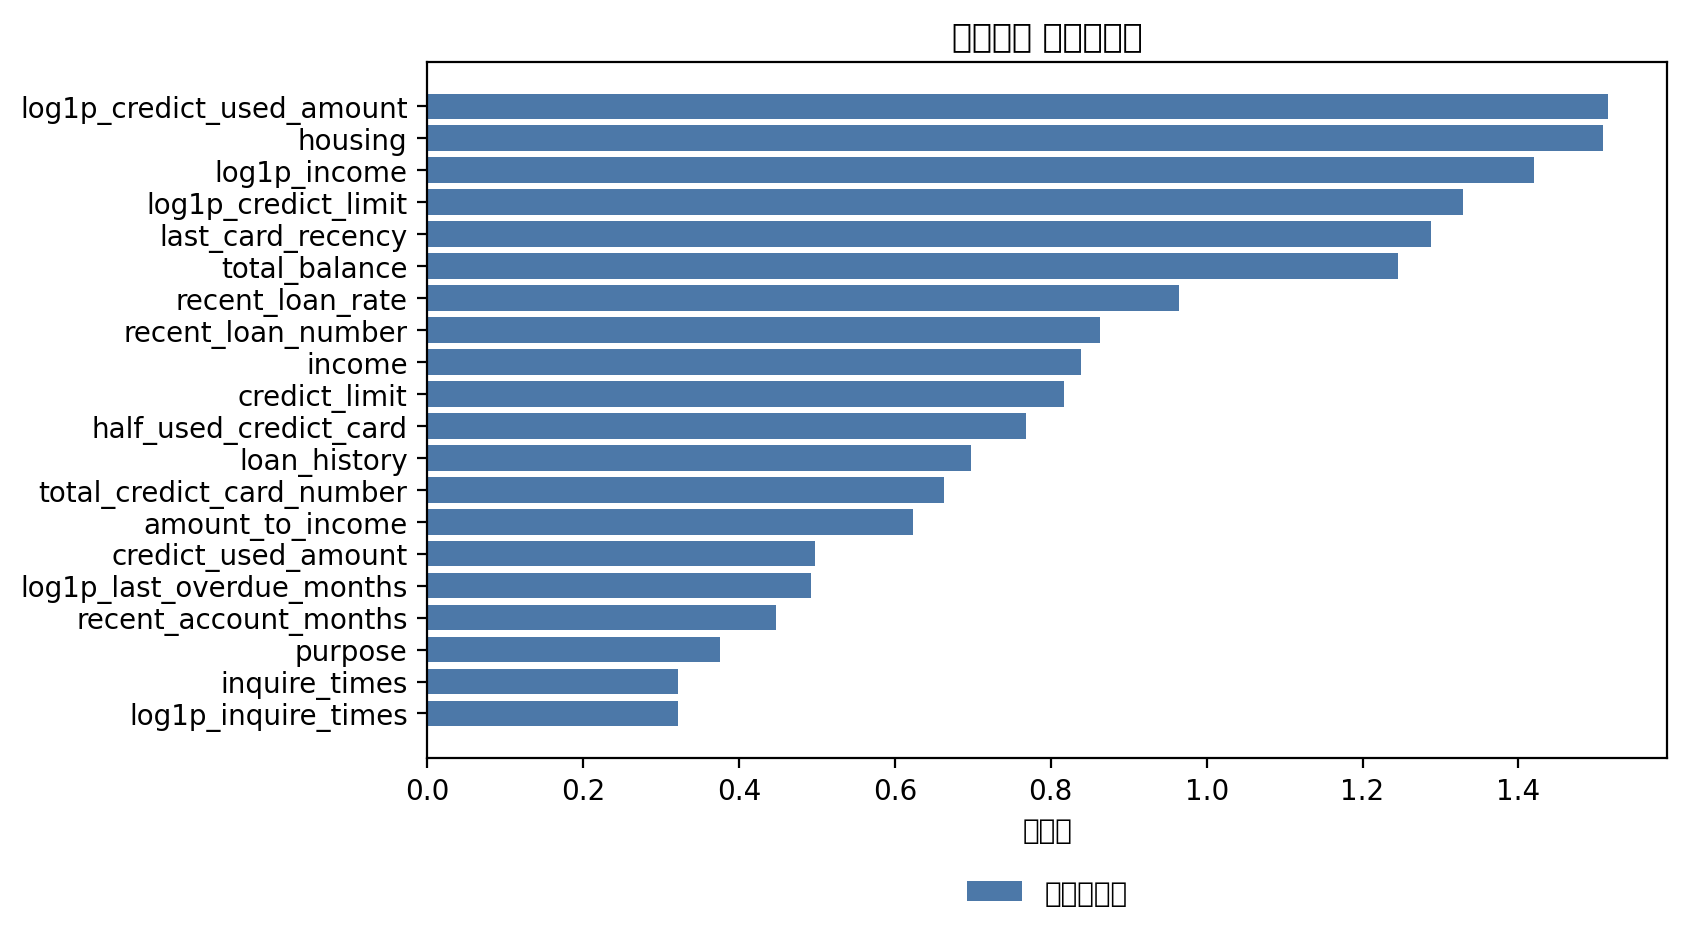 log1p_credict_used_amount
housing
log1p_income
log1p_credict_limit
last_card_recency
total_balance
recent_loan_rate
recent_loan_number
income
credict_limit
half_used_credict_card
loan_history
total_credict_card_number
amount_to_income
credict_used_amount
log1p_last_overdue_months
recent_account_months
purpose
inquire_times
log1p_inquire_times
0.0 0.2 0.4 0.6 0.8 1.0 1.2 1.4